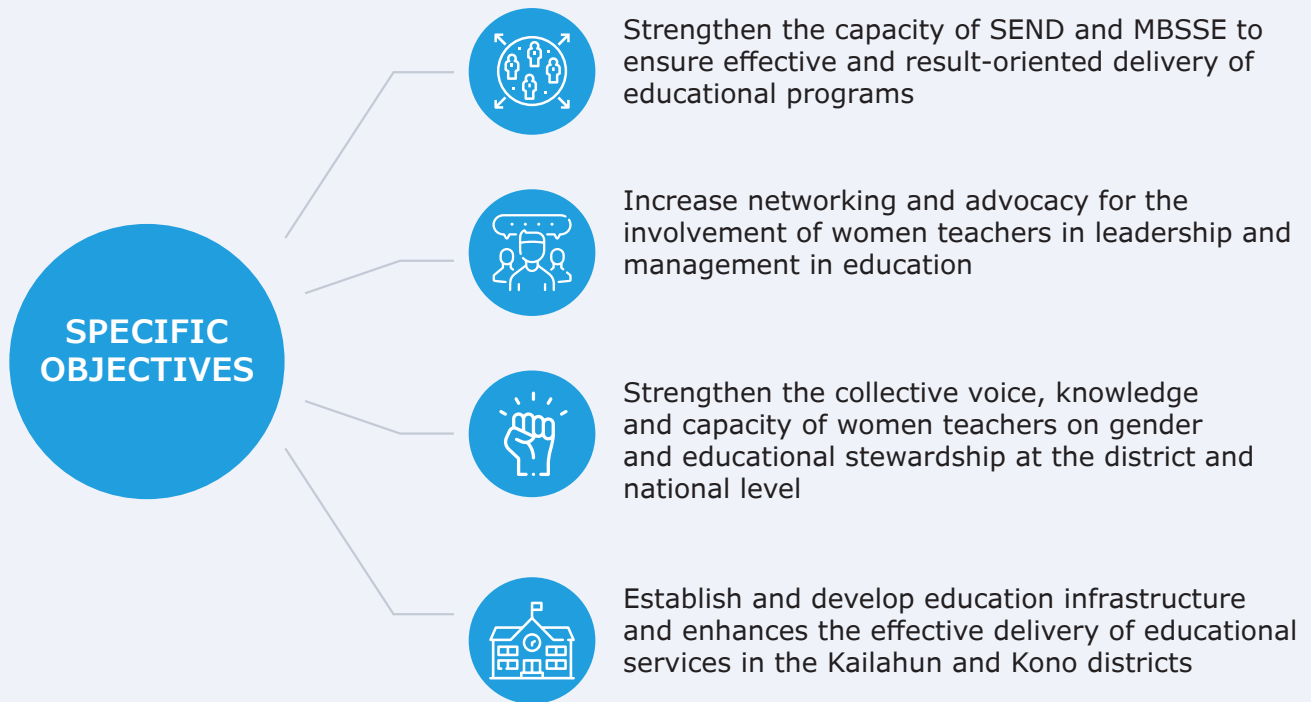 SPECIFIC
OBJECTIVES
Strengthen the capacity of SEND and MBSSE to
ensure effective and result-oriented delivery of
educational programs
Increase networking and advocacy for the
involvement of women teachers in leadership and
management in education
Strengthen the collective voice, knowledge
and capacity of women teachers on gender
and educational stewardship at the district and
national level
Establish and develop education infrastructure
and enhances the effective delivery of educational
services in the Kailahun and Kono districts